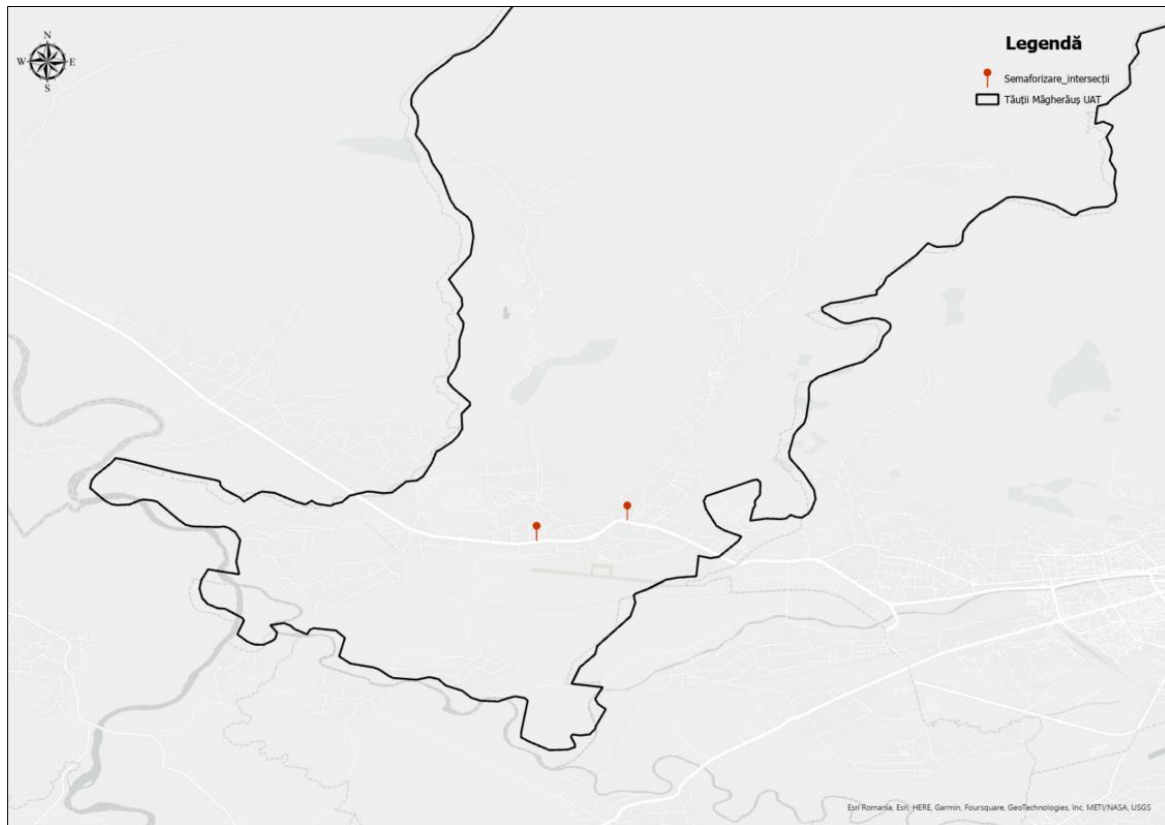 N
W E
S
Legendă
Semaforizare_intersecții
Tăuții Măgherăuș UAT
Esri Romania, Esri, HERE, Garmin, Foursquare, GeoTechnologies, Inc, METI/NASA, USGS